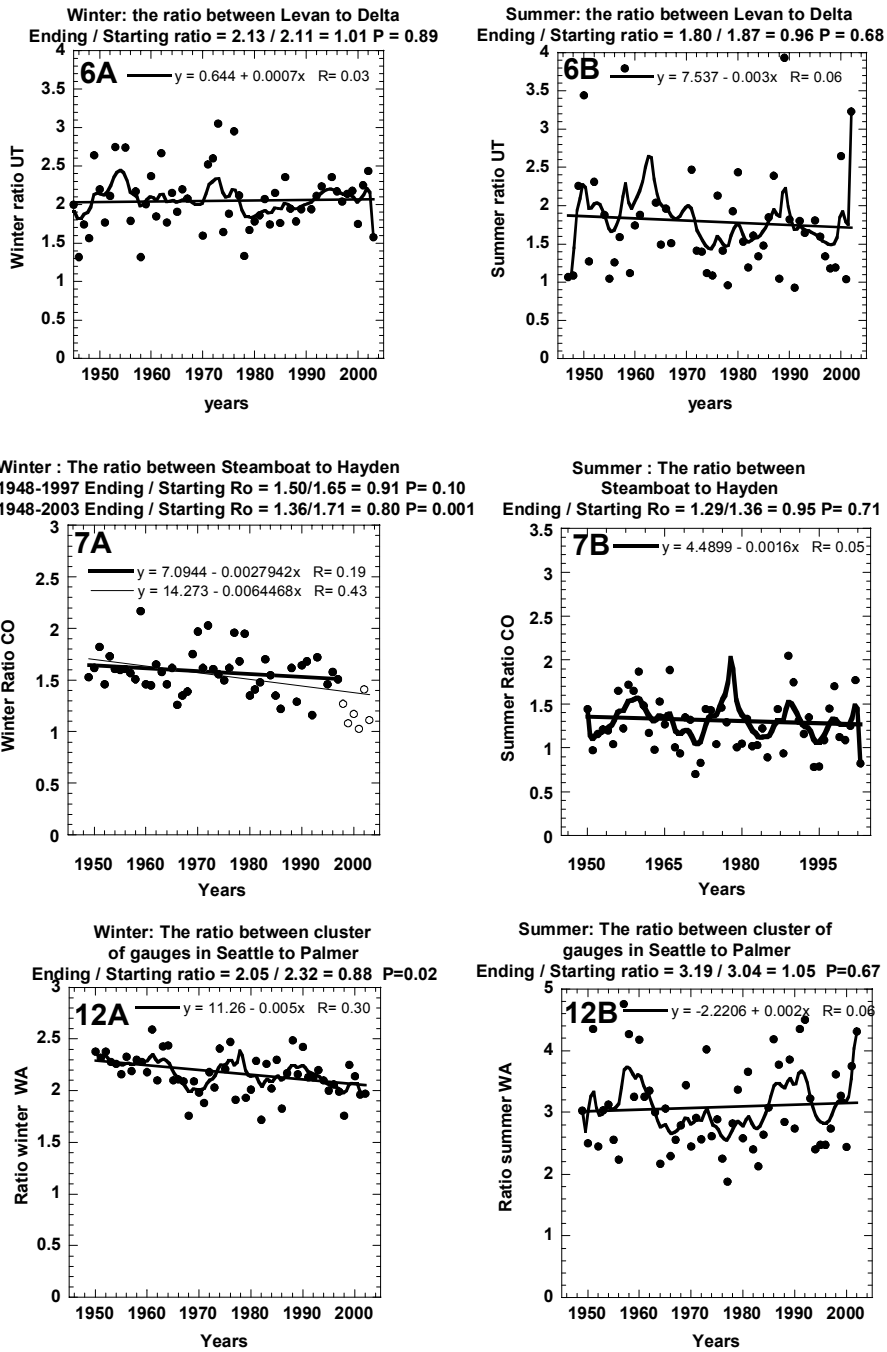 Winter: the ratio between Levan to Delta
Ending / Starting ratio = 2.13 / 2.11 = 1.01 P = 0.89
6A
y = 0.644 + 0.0007x R= 0.03
Winter ratio UT
4
3.5
3
2.5
2
1.5
1
0.5
0
1950 1960 1970 1980 1990 2000
years
Summer: the ratio between Levan to Delta
Ending / Starting ratio = 1.80 / 1.87 = 0.96 P = 0.68
6B
y = 7.537 - 0.003x R= 0.06
Summer ratio UT
4
3.5
3
2.5
2
1.5
1
0.5
0
1950 1960 1970 1980 1990 2000
years
Winter : The ratio between Steamboat to Hayden
1948-1997 Ending / Starting Ro = 1.50/1.65 = 0.91 P= 0.10
1948-2003 Ending / Starting Ro = 1.36/1.71 = 0.80 P= 0.001
7A
y = 7.0944 - 0.0027942x R= 0.19
y = 14.273 - 0.0064468x R= 0.43
Winter Ratio CO
3
2.5
2
1.5
1
0.5
0
1950 1960 1970 1980 1990 2000
Years
Summer : The ratio between
Steamboat to Hayden
Ending / Starting Ro = 1.29/1.36 = 0.95 P= 0.71
7B
y = 4.4899 - 0.0016x R= 0.05
Summer Ratio CO
3.5
3
2.5
2
1.5
1
0.5
0
1950 1965 1980 1995
Years
Winter: The ratio between cluster
of gauges in Seattle to Palmer
Ending / Starting ratio = 2.05 / 2.32 = 0.88 P=0.02
12A
y = 11.26 - 0.005x R= 0.30
Ratio winter WA
3
2.5
2
1.5
1
0.5
0
1950 1960 1970 1980 1990 2000
Years
Summer: The ratio between cluster of
gauges in Seattle to Palmer
Ending / Starting ratio = 3.19 / 3.04 = 1.05 P=0.67
12B
y = -2.2206 + 0.002x R= 0.06
Ratio summer WA
5
4
3
2
1
0
1950 1960 1970 1980 1990 2000
Years